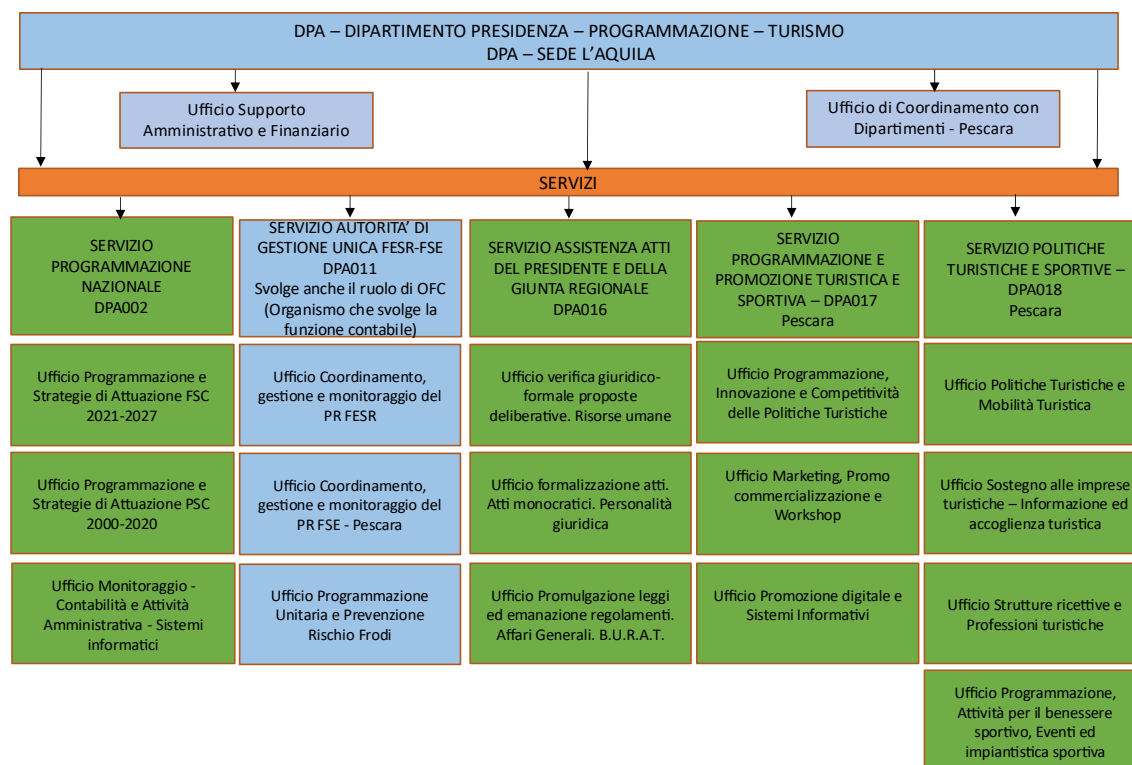 DPA – DIPARTIMENTO PRESIDENZA – PROGRAMMAZIONE – TURISMO
DPA – SEDE L’AQUILA
Ufficio Supporto
Amministrativo e Finanziario
Ufficio di Coordinamento con
Dipartimenti - Pescara
SERVIZI
SERVIZIO
PROGRAMMAZIONE
NAZIONALE
DPA002
SERVIZIO AUTORITA’ DI
GESTIONE UNICA FESR-FSE
DPA011
Svolge anche il ruolo di OFC
(Organismo che svolge la
funzione contabile)
SERVIZIO ASSISTENZA ATTI
DEL PRESIDENTE E DELLA
GIUNTA REGIONALE
DPA016
SERVIZIO
PROGRAMMAZIONE E
PROMOZIONE TURISTICA E
SPORTIVA – DPA017
Pescara
SERVIZIO POLITICHE
TURISTICHE E SPORTIVE –
DPA018
Pescara
Ufficio Programmazione e
Strategie di Attuazione FSC
2021-2027
Ufficio Coordinamento,
gestione e monitoraggio del
PR FESR
Ufficio verifica giuridico-
formale proposte
deliberative. Risorse umane
Ufficio Programmazione,
Innovazione e Competitività
delle Politiche Turistiche
Ufficio Politiche Turistiche e
Mobilità Turistica
Ufficio Programmazione e
Strategie di Attuazione PSC
2000-2020
Ufficio Coordinamento,
gestione e monitoraggio del
PR FSE - Pescara
Ufficio formalizzazione atti.
Atti monocratici. Personalità
giuridica
Ufficio Marketing, Promo
commercializzazione e
Workshop
Ufficio Sostegno alle imprese
turistiche – Informazione ed
accoglienza turistica
Ufficio Monitoraggio -
Contabilità e Attività
Amministrativa - Sistemi
informatici
Ufficio Programmazione
Unitaria e Prevenzione
Rischio Frodi
Ufficio Promulgazione leggi
ed emanazione regolamenti.
Affari Generali. B.U.R.A.T.
Ufficio Promozione digitale e
Sistemi Informativi
Ufficio Strutture ricettive e
Professioni turistiche
Ufficio Programmazione,
Attività per il benessere
sportivo, Eventi ed
impiantistica sportiva